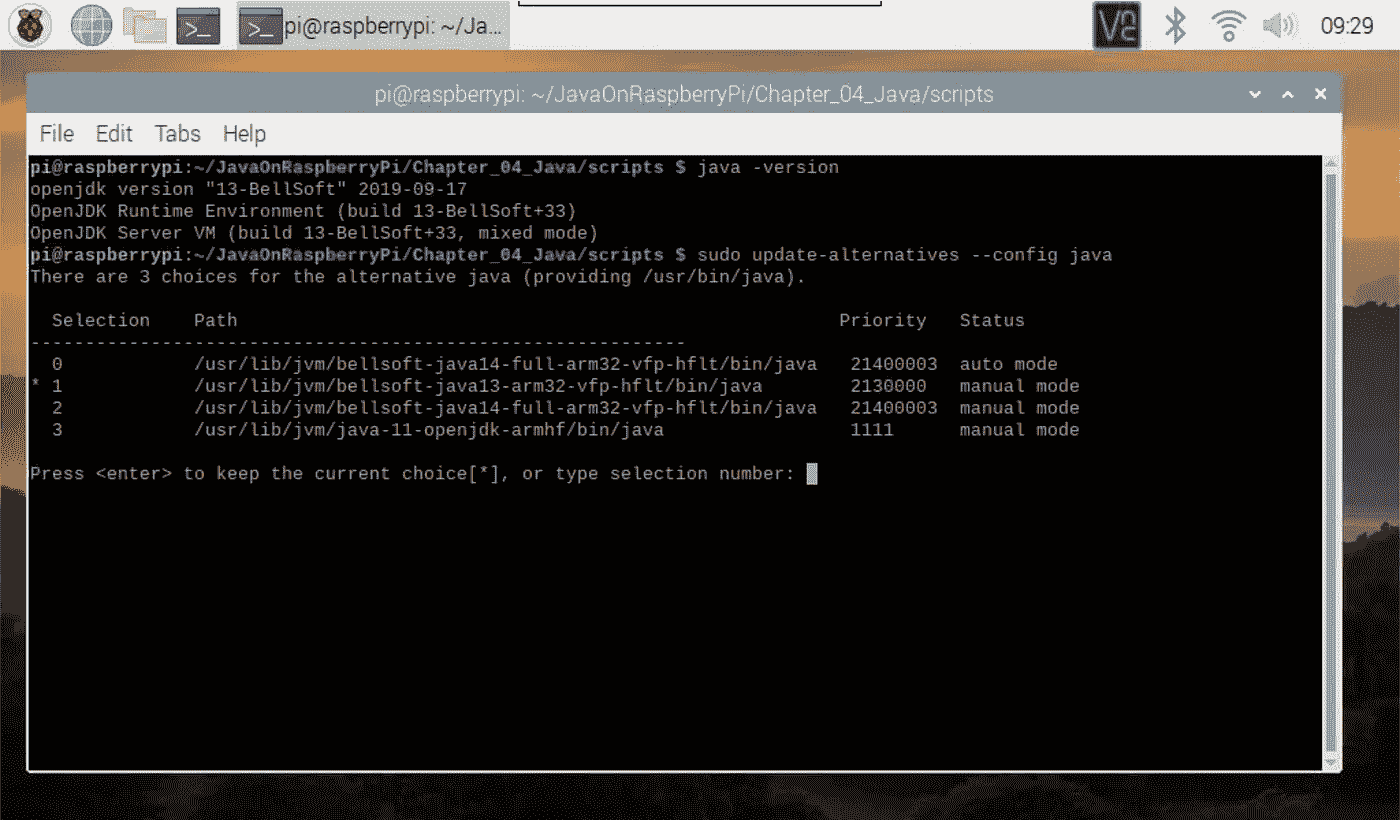 pi@raspberrypi: ~/Ja...
09:29
pi@raspberrypi: ~/JavaOnRaspberryPi/Chapter_04_Java/scripts
File Edit Tabs Help
pi@raspberrypi:~/JavaOnRaspberryPi/Chapter_04_Java/scripts $ java -version
openjdk version "13-BellSoft" 2019-09-17
OpenJDK Runtime Environment (build 13-BellSoft+33)
OpenJDK Server VM (build 13-BellSoft+33, mixed mode)
pi@raspberrypi:~/JavaOnRaspberryPi/Chapter_04_Java/scripts $ sudo update-alternatives --config java
There are 3 choices for the alternative java (providing /usr/bin/java).
Selection Path Priority Status
------------------------------------------------------------
0 /usr/lib/jvm/bellsoft-java14-full-arm32-vfp-hflt/bin/java 21400003 auto mode
* 1 /usr/lib/jvm/bellsoft-java13-arm32-vfp-hflt/bin/java 2130000 manual mode
2 /usr/lib/jvm/bellsoft-java14-full-arm32-vfp-hflt/bin/java 21400003 manual mode
3 /usr/lib/jvm/java-11-openjdk-armhf/bin/java 1111 manual mode
Press <enter> to keep the current choice[*], or type selection number: